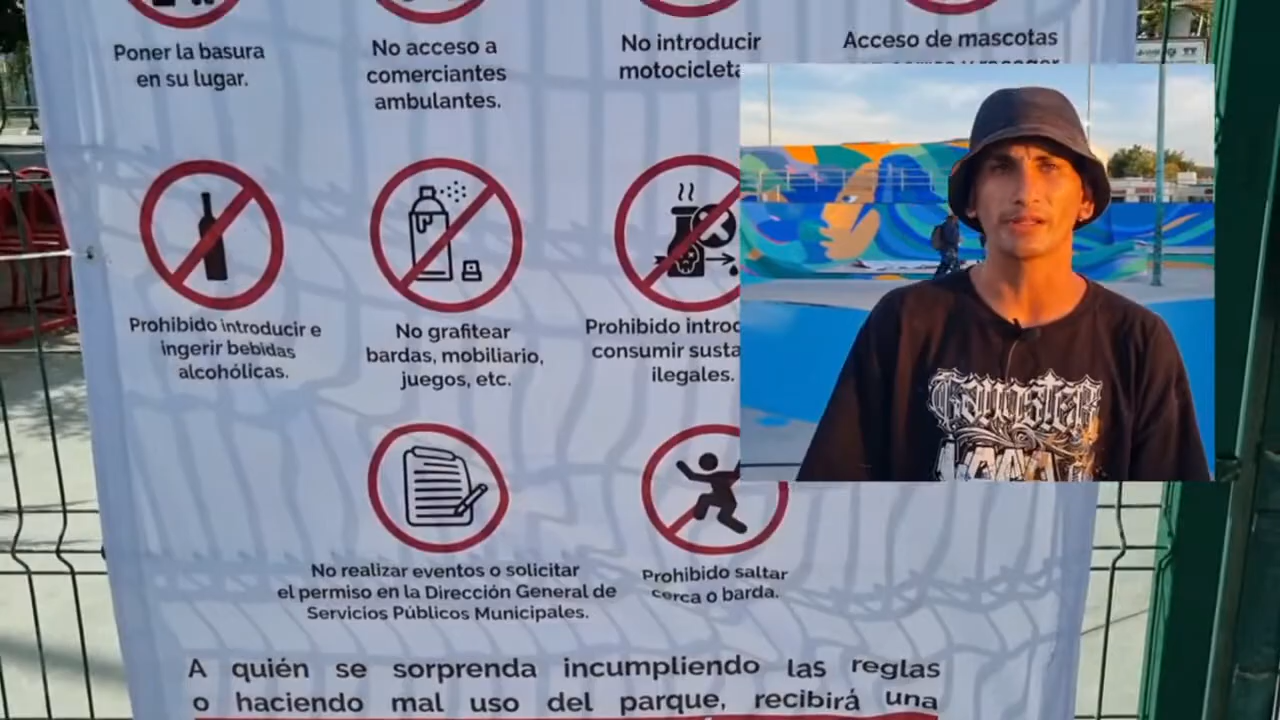 Poner la basura
en su lugar.
No acceso a
comerciantes
ambulantes.
No introducir
Acceso de mascotas
Prohibido introducir e
ingerir bebidas
alcohólicas.
No grafitear
bardas, mobiliario,
juegos, etc.
Prohibido
consumir
ilegales.
GANGSTER
No realizar eventos o solicitar
el permiso en la Dirección General de
Servicios Públicos Municipales.
Prohibido saltar
cerca o barda.
A quién se sorprenda incumpliendo las reglas
o haciendo mal uso del parque, recibirá una